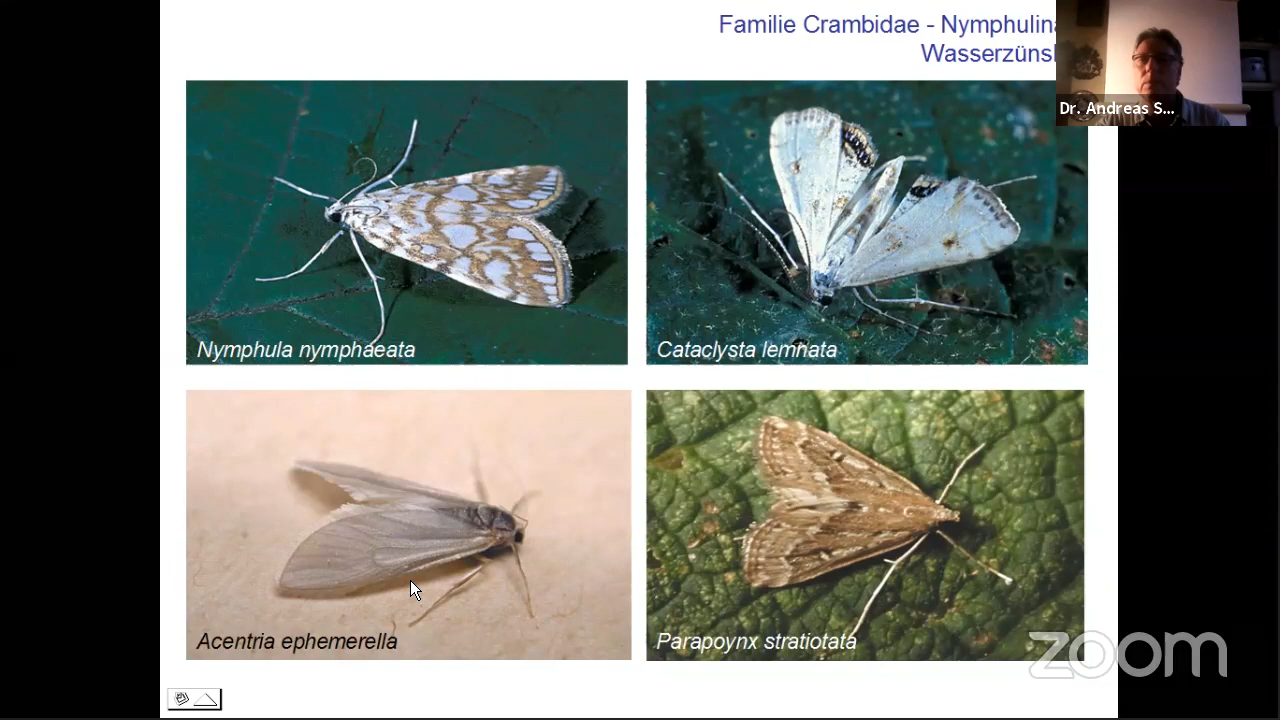 Familie Crambidae - Nymphulina
Wasserzünsl
Dr. Andreas S...
Nymphula nymphaeata
Cataclysta lemnata
Acentria ephemerella
Parapoynx stratiotata
zoom